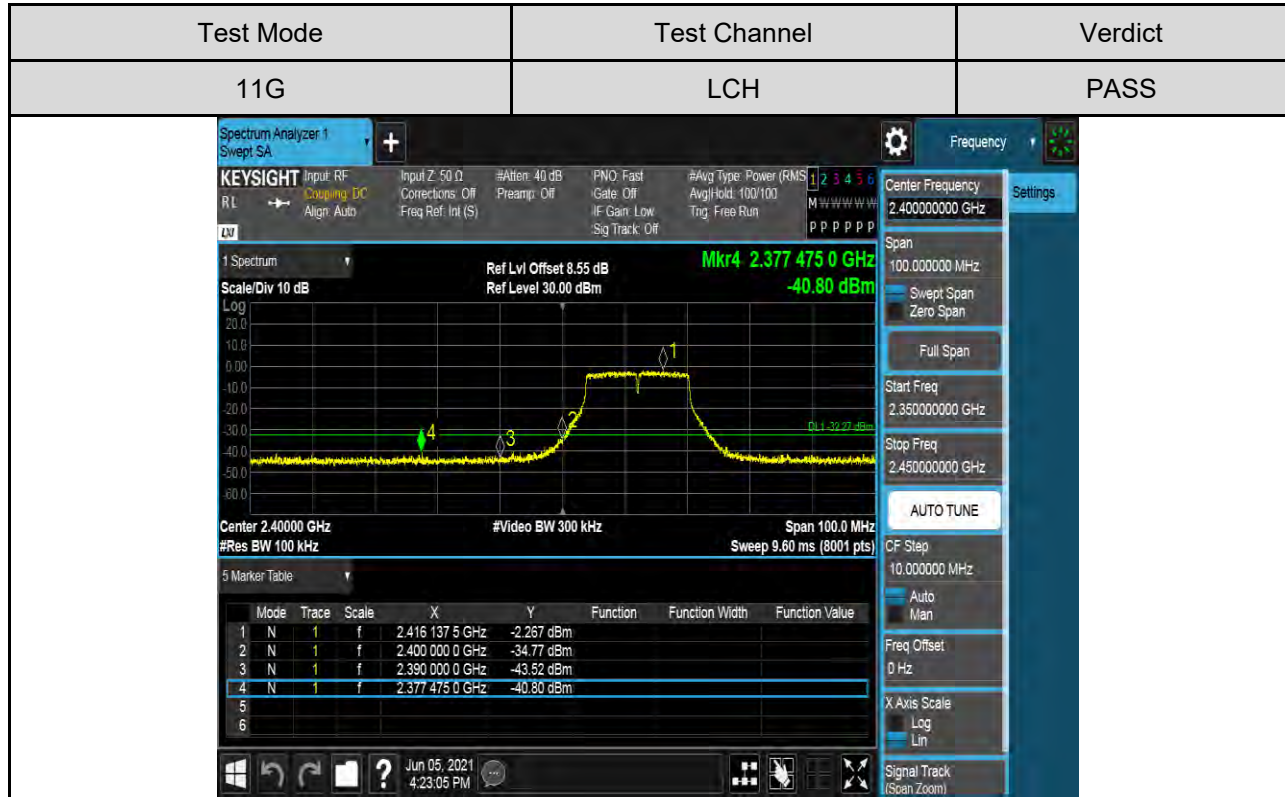 Test Mode Test Channel Verdict
11G LCH PASS
Spectrum Analyzer 1
Swept SA
+
Frequency
KEYSIGHT Input: RF Input Z: 50 Ω #Atten: 40 dB PNO: Fast #Avg Type: Power (RMS 1 2 3 4 5 6
RL Coupling: DC Corrections: Off Preamp: Off Gate: Off Avg|Hold: 100/100 M W W W W W
Align: Auto Freq Ref: Int (S) IF Gain: Low Trig: Free Run
LXI Sig Track: Off P P P P P P
Center Frequency
2.400000000 GHz
Settings
Span
100.000000 MHz
Swept Span
Zero Span
Full Span
Start Freq
2.350000000 GHz
Stop Freq
2.450000000 GHz
AUTO TUNE
CF Step
10.000000 MHz
Auto
Man
Freq Offset
0 Hz
X Axis Scale
Log
Lin
Signal Track
(Span Zoom)
1 Spectrum Ref Lvl Offset 8.55 dB Mkr4 2.377 475 0 GHz
Scale/Div 10 dB Ref Level 30.00 dBm -40.80 dBm
Log
20.0
10.0
0.00
-10.0
-20.0
-30.0
-40.0
-50.0
-60.0
1
2
3
4
DL1 -32.27 dBm
Center 2.40000 GHz #Video BW 300 kHz Span 100.0 MHz
#Res BW 100 kHz Sweep 9.60 ms (8001 pts)
5 Marker Table
Mode Trace Scale X Y Function Function Width Function Value
1 N 1 f 2.416 137 5 GHz -2.267 dBm
2 N 1 f 2.400 000 0 GHz -34.77 dBm
3 N 1 f 2.390 000 0 GHz -43.52 dBm
4 N 1 f 2.377 475 0 GHz -40.80 dBm
5
6
? Jun 05, 2021
4:23:05 PM